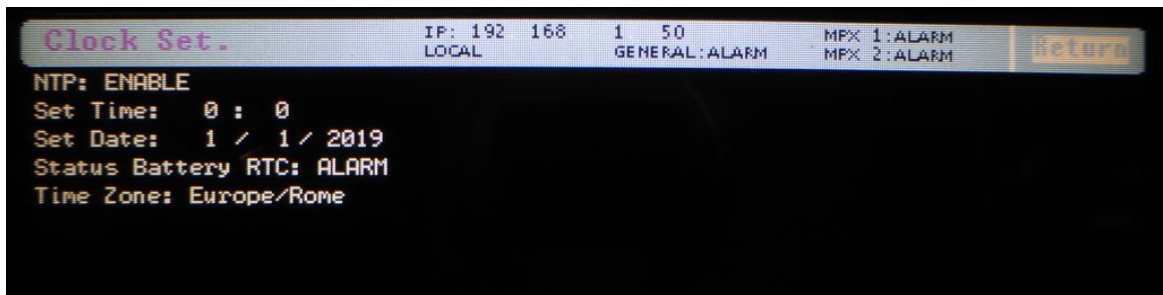 Clock Set.
IP: 192 168 1 50
LOCAL GENERAL:ALARM
MPX 1:ALARM
MPX 2:ALARM
Return
NTP: ENABLE
Set Time: 0 : 0
Set Date: 1 / 1 / 2019
Status Battery RTC: ALARM
Time Zone: Europe/Rome